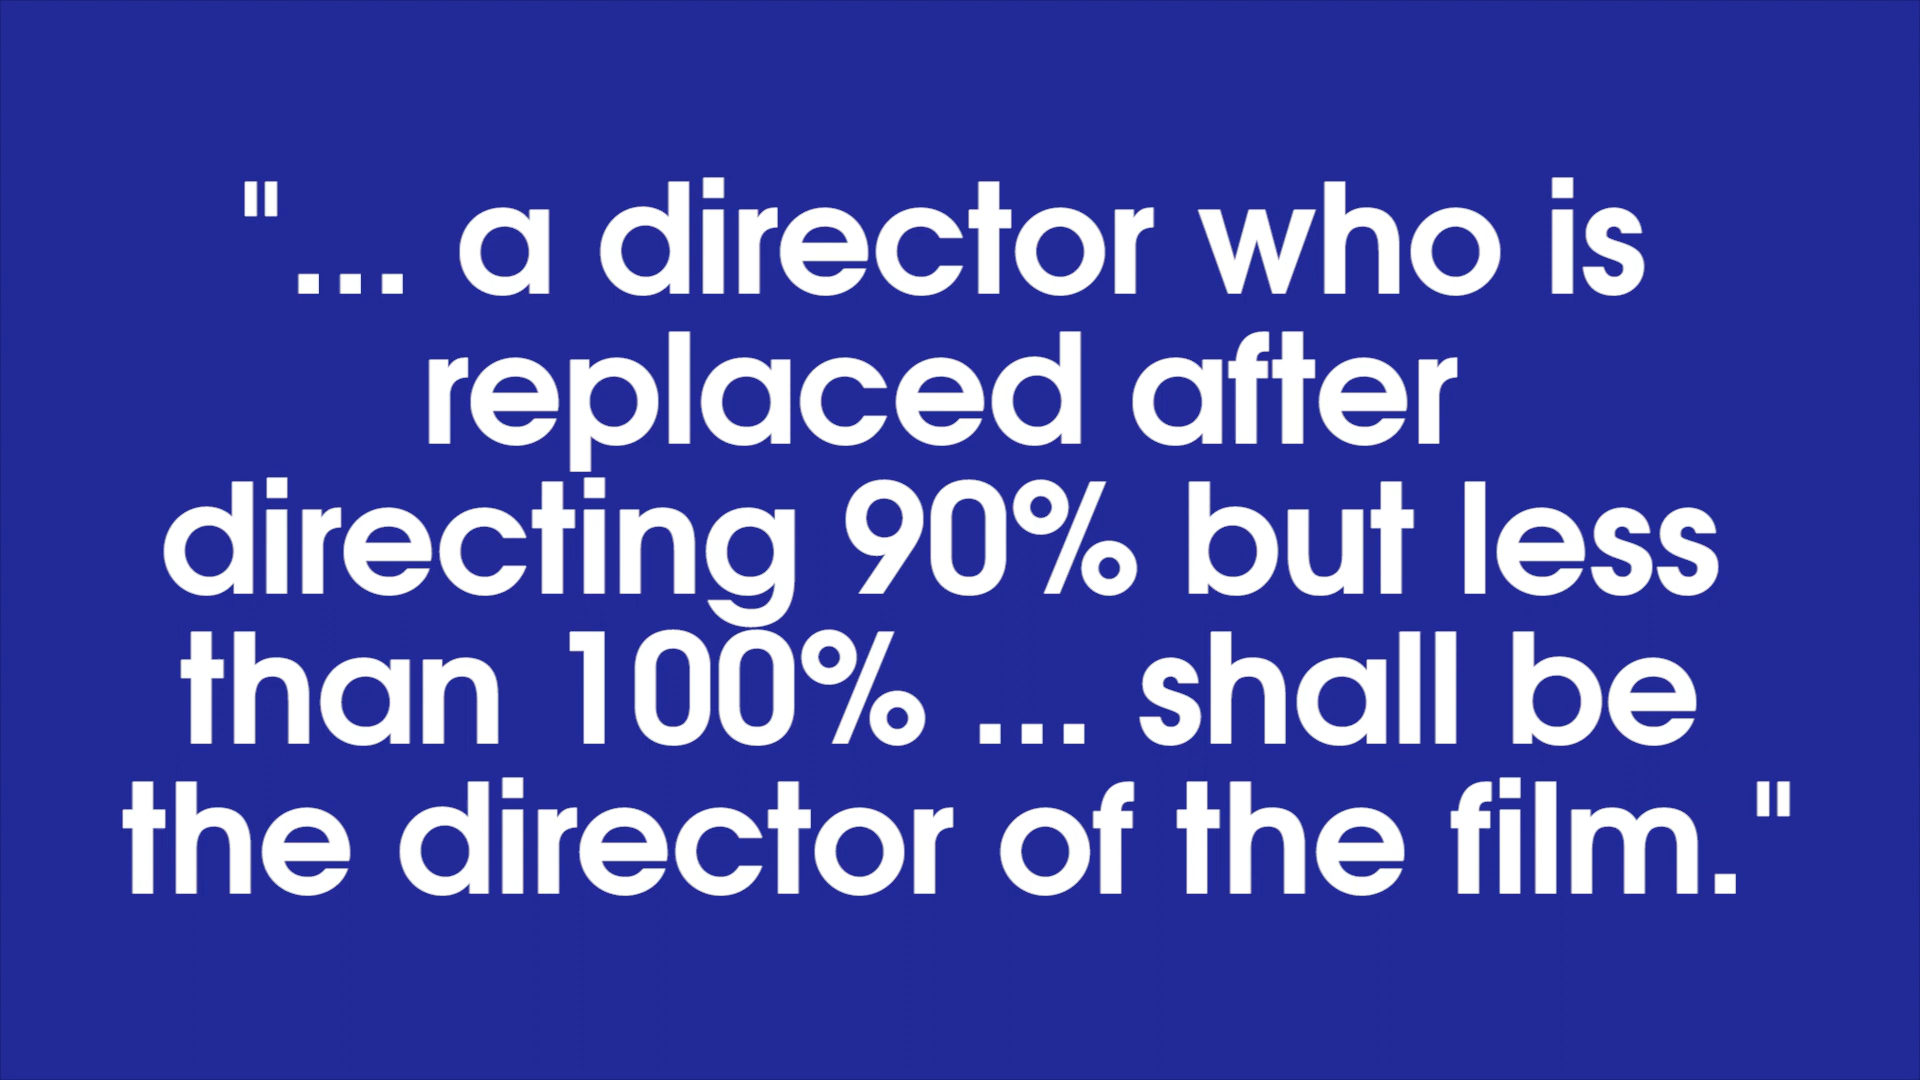 "... a director who is
replaced after
directing 90% but less
than 100% ... shall be
the director of the film."